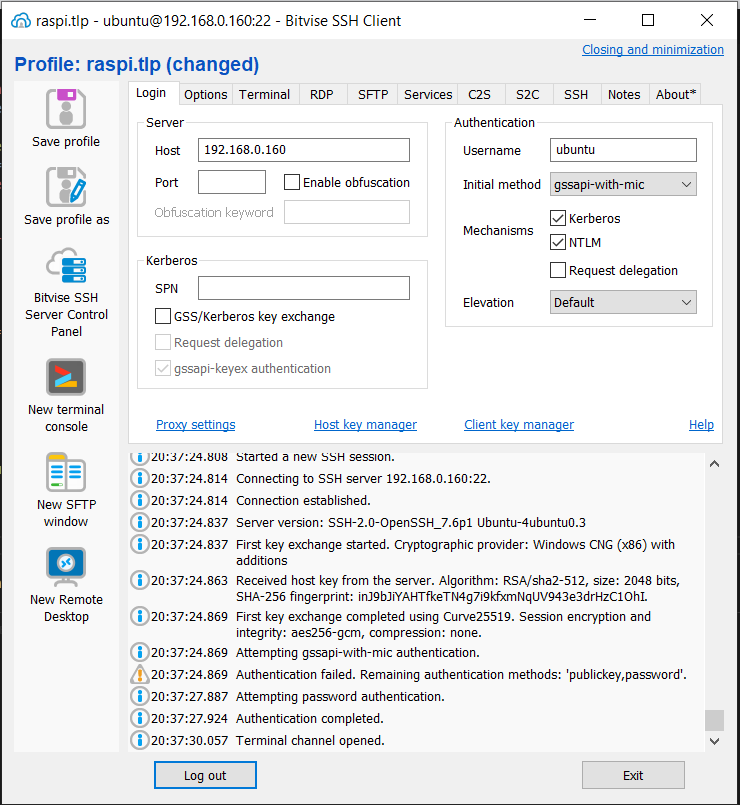 raspi.tlp - ubuntu@192.168.0.160:22 - Bitvise SSH Client
Closing and minimization
Profile: raspi.tlp (changed)
Save profile
Save profile as
Bitvise SSH
Server Control
Panel
New terminal
console
New SFTP
window
New Remote
Desktop
Login Options Terminal RDP SFTP Services C2S S2C SSH Notes About*
Server
Host 192.168.0.160
Port Enable obfuscation
Obfuscation keyword
Kerberos
SPN
GSS/Kerberos key exchange
Request delegation
gssapi-keyex authentication
Authentication
Username ubuntu
Initial method gssapi-with-mic
Mechanisms Kerberos
NTLM
Request delegation
Elevation Default
Proxy settings Host key manager Client key manager Help
20:37:24.808 Started a new SSH session.
20:37:24.814 Connecting to SSH server 192.168.0.160:22.
20:37:24.814 Connection established.
20:37:24.837 Server version: SSH-2.0-OpenSSH_7.6p1 Ubuntu-4ubuntu0.3
20:37:24.837 First key exchange started. Cryptographic provider: Windows CNG (x86) with
additions
20:37:24.863 Received host key from the server. Algorithm: RSA/sha2-512, size: 2048 bits,
SHA-256 fingerprint: inJ9bJiYAHTfkeTN4g7i9kfxmNqUV943e3drHzC1OhI.
20:37:24.869 First key exchange completed using Curve25519. Session encryption and
integrity: aes256-gcm, compression: none.
20:37:24.869 Attempting gssapi-with-mic authentication.
20:37:24.869 Authentication failed. Remaining authentication methods: 'publickey,password'.
20:37:27.887 Attempting password authentication.
20:37:27.924 Authentication completed.
20:37:30.057 Terminal channel opened.
Log out Exit